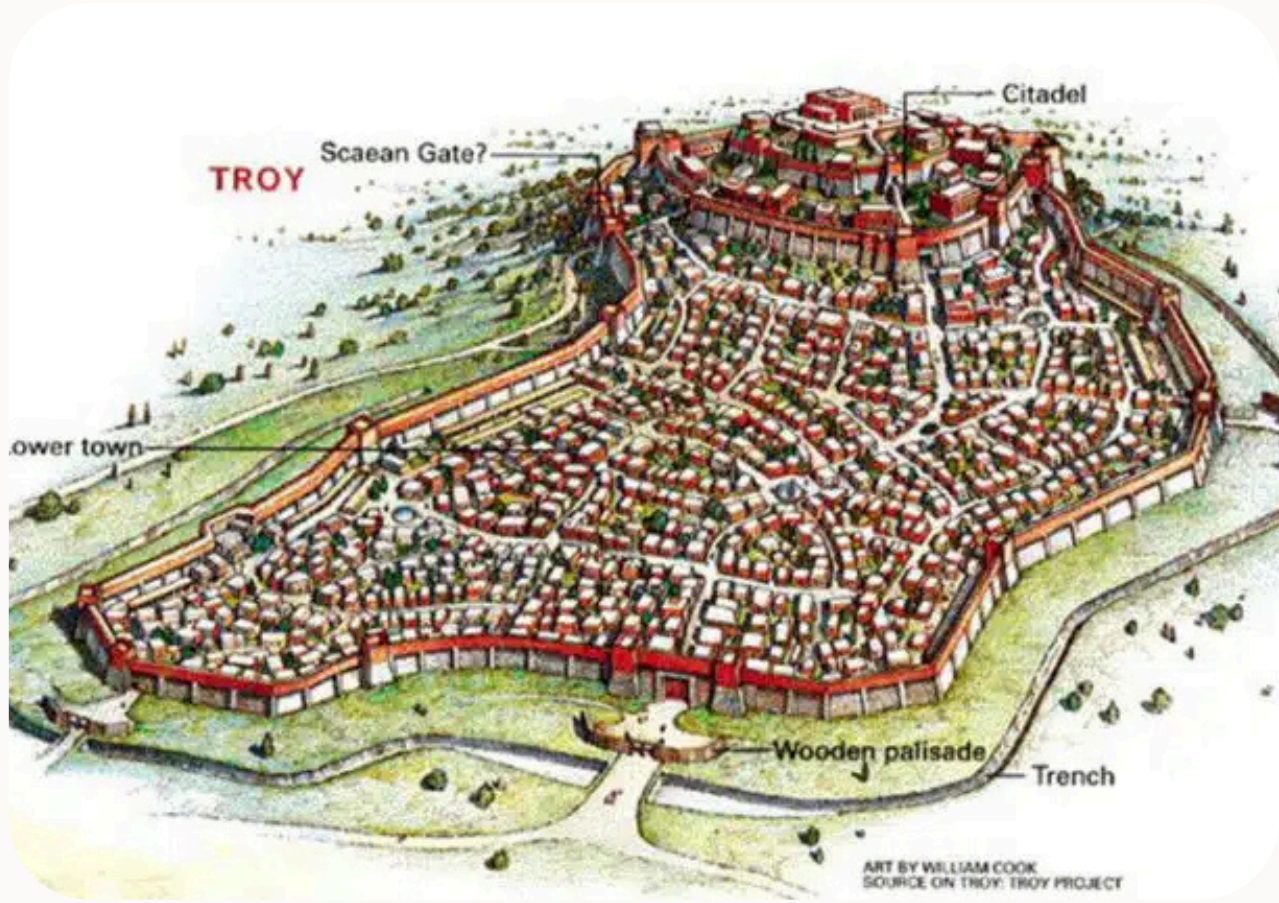 Citadel
Scaean Gate?
TROY
ower town
Wooden palisade
Trench
ART BY WILLIAM COOK
SOURCE ON TROY: TROY PROJECT